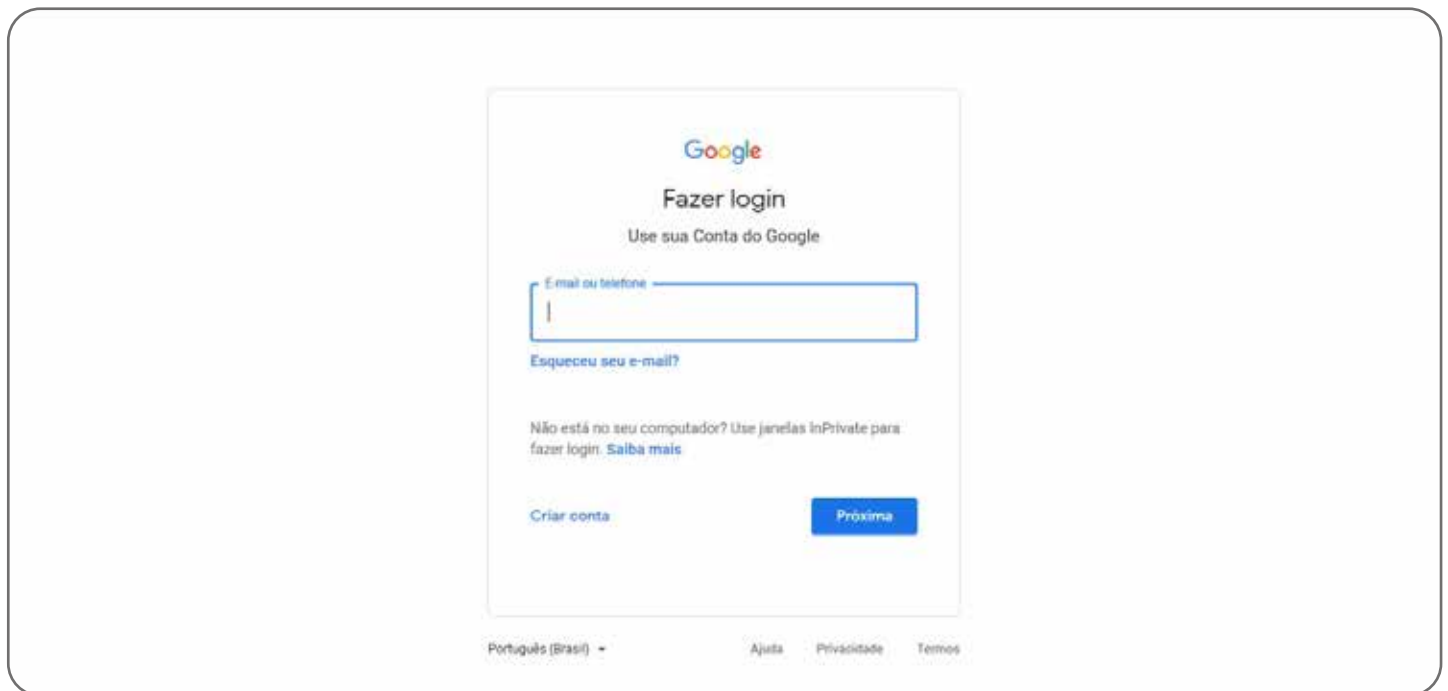 Google
Fazer login
Use sua Conta do Google
E-mail ou telefone
Esqueceu seu e-mail?
Não está no seu computador? Use janelas InPrivate para
fazer login. Saiba mais
Criar conta
Próxima
Português (Brasil)
Ajuda Privacidade Termos